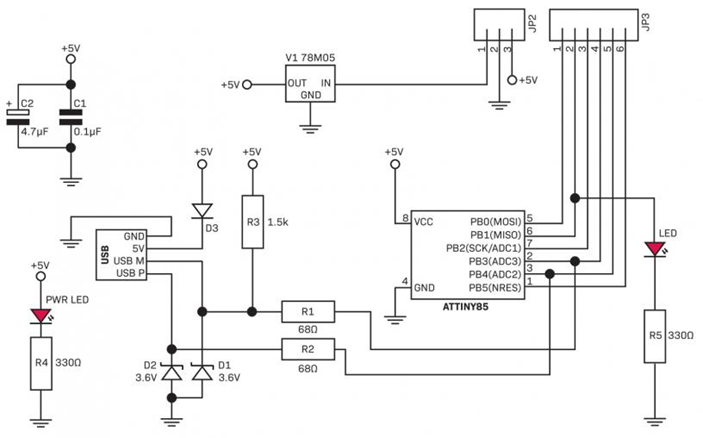 JP2
JP3
1
2
3
1
2
3
4
5
6
+5V
V1 78M05
+5V
OUT
IN
GND
+5V
+
C2
C1
4.7µF
0.1µF
+5V
+5V
+5V
D3
R3
1.5k
8
VCC
PB0(MOSI)
5
PB1(MISO)
6
PB2(SCK/ADC1)
7
PB3(ADC3)
2
PB4(ADC2)
3
4
GND
PB5(NRES)
1
ATTINY85
LED
USB
GND
5V
USB M
USB P
+5V
PWR LED
R1
68Ω
R2
68Ω
R5
330Ω
R4
330Ω
D2
3.6V
D1
3.6V